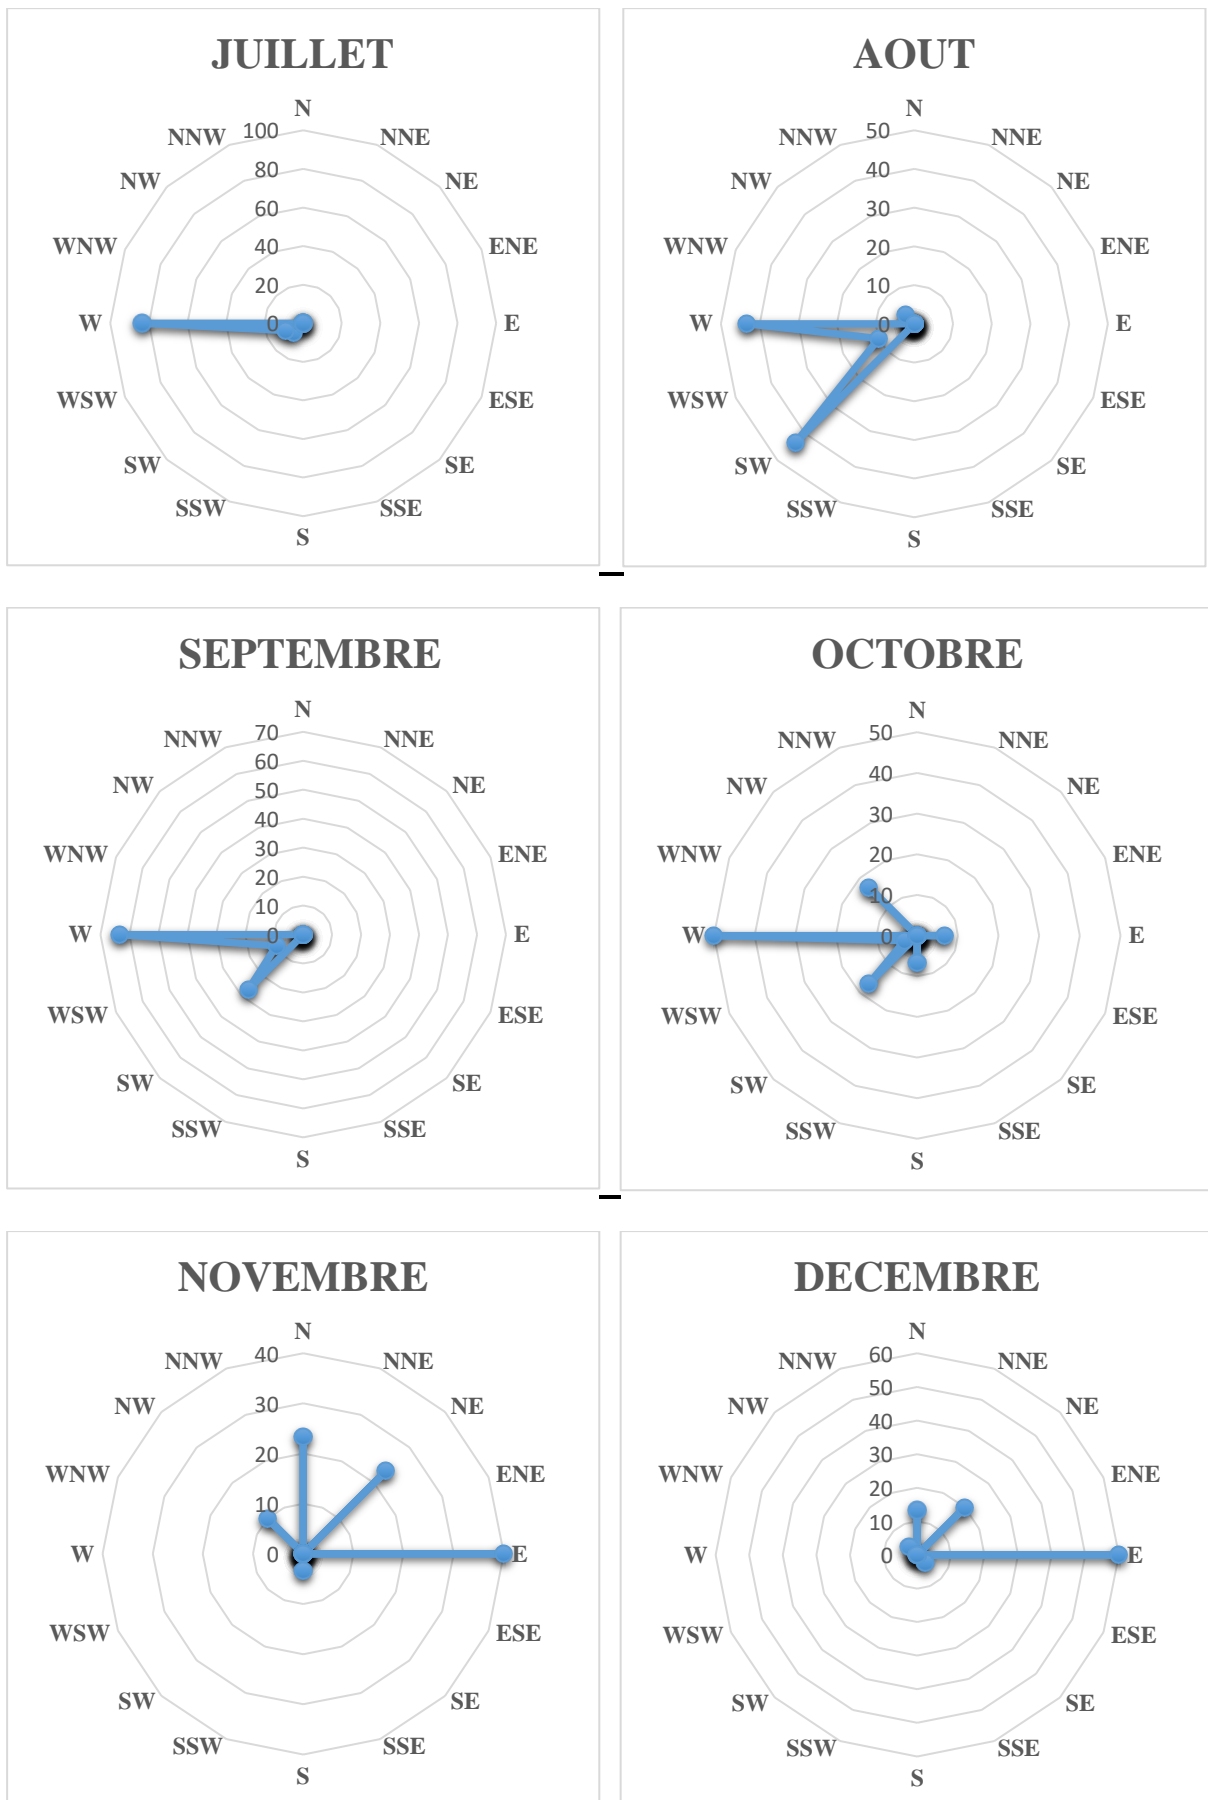 JUILLET
N
NNE
NE
ENE
E
ESE
SE
SSE
S
SSW
SW
WSW
W
WNW
NW
NNW
100
80
60
40
20
0
AOUT
N
NNE
NE
ENE
E
ESE
SE
SSE
S
SSW
SW
WSW
W
WNW
NW
NNW
50
40
30
20
10
0
SEPTEMBRE
N
NNE
NE
ENE
E
ESE
SE
SSE
S
SSW
SW
WSW
W
WNW
NW
NNW
70
60
50
40
30
20
10
0
OCTOBRE
N
NNE
NE
ENE
E
ESE
SE
SSE
S
SSW
SW
WSW
W
WNW
NW
NNW
50
40
30
20
10
0
NOVEMBRE
N
NNE
NE
ENE
E
ESE
SE
SSE
S
SSW
SW
WSW
W
WNW
NW
NNW
40
30
20
10
0
DECEMBRE
N
NNE
NE
ENE
E
ESE
SE
SSE
S
SSW
SW
WSW
W
WNW
NW
NNW
60
50
40
30
20
10
0